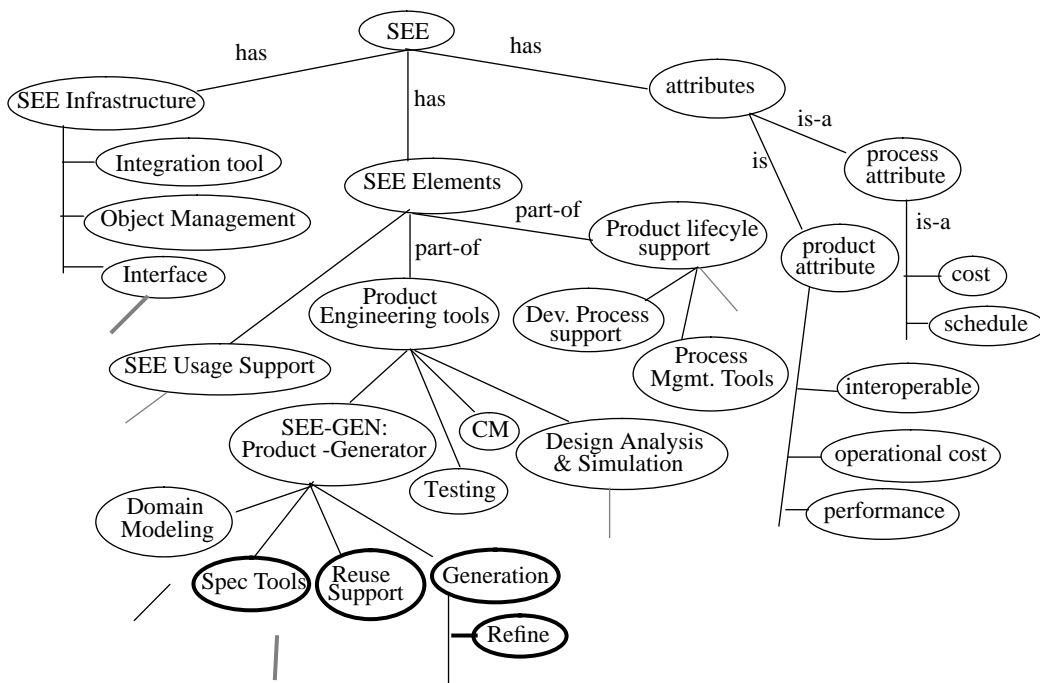 SEE
has
has
has
SEE Infrastructure
attributes
is-a
Integration tool
is
process
attribute
SEE Elements
Object Management
part-of
Product lifecyle
support
is-a
part-of
product
attribute
Interface
cost
Product
Engineering tools
Dev. Process
support
schedule
SEE Usage Support
Process
Mgmt. Tools
interoperable
SEE-GEN:
Product -Generator
CM
Design Analysis
& Simulation
operational cost
Testing
Domain
Modeling
performance
Spec Tools
Reuse
Support
Generation
Refine